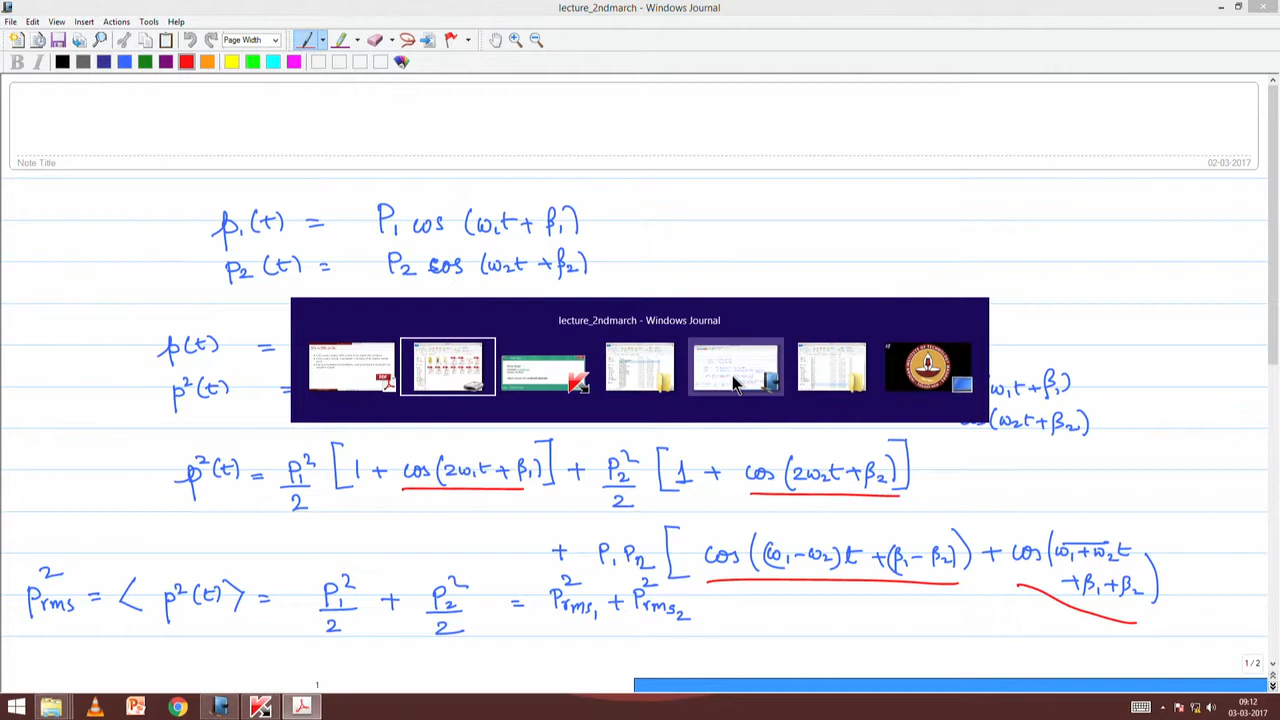 lecture_2ndmarch - Windows Journal
File Edit View Insert Actions Tools Help
Page Width
B I
Note Title
02-03-2017
p₁(t) = P₁ cos (ω₁t + β₁)
P₂(t) = P₂ cos (ω₂t + β₂)
lecture_2ndmarch - Windows Journal
p(t) =
p²(t) = (ω₁t + β₁)
(ω₂t + β₂)
p²(t) = P₁²/2 [1 + cos(2ω₁t + β₁)] + P₂²/2 [1 + cos(2ω₂t + β₂)]
+ P₁P₂ [cos((ω₁-ω₂)t + (β₁-β₂)) + cos(ω₁+ω₂t
+β₁+β₂)
P²rms = < p²(t) > = P₁²/2 + P₂²/2 = P²rms₁ + P²rms₂
1 / 2
1
09:12
03-03-2017